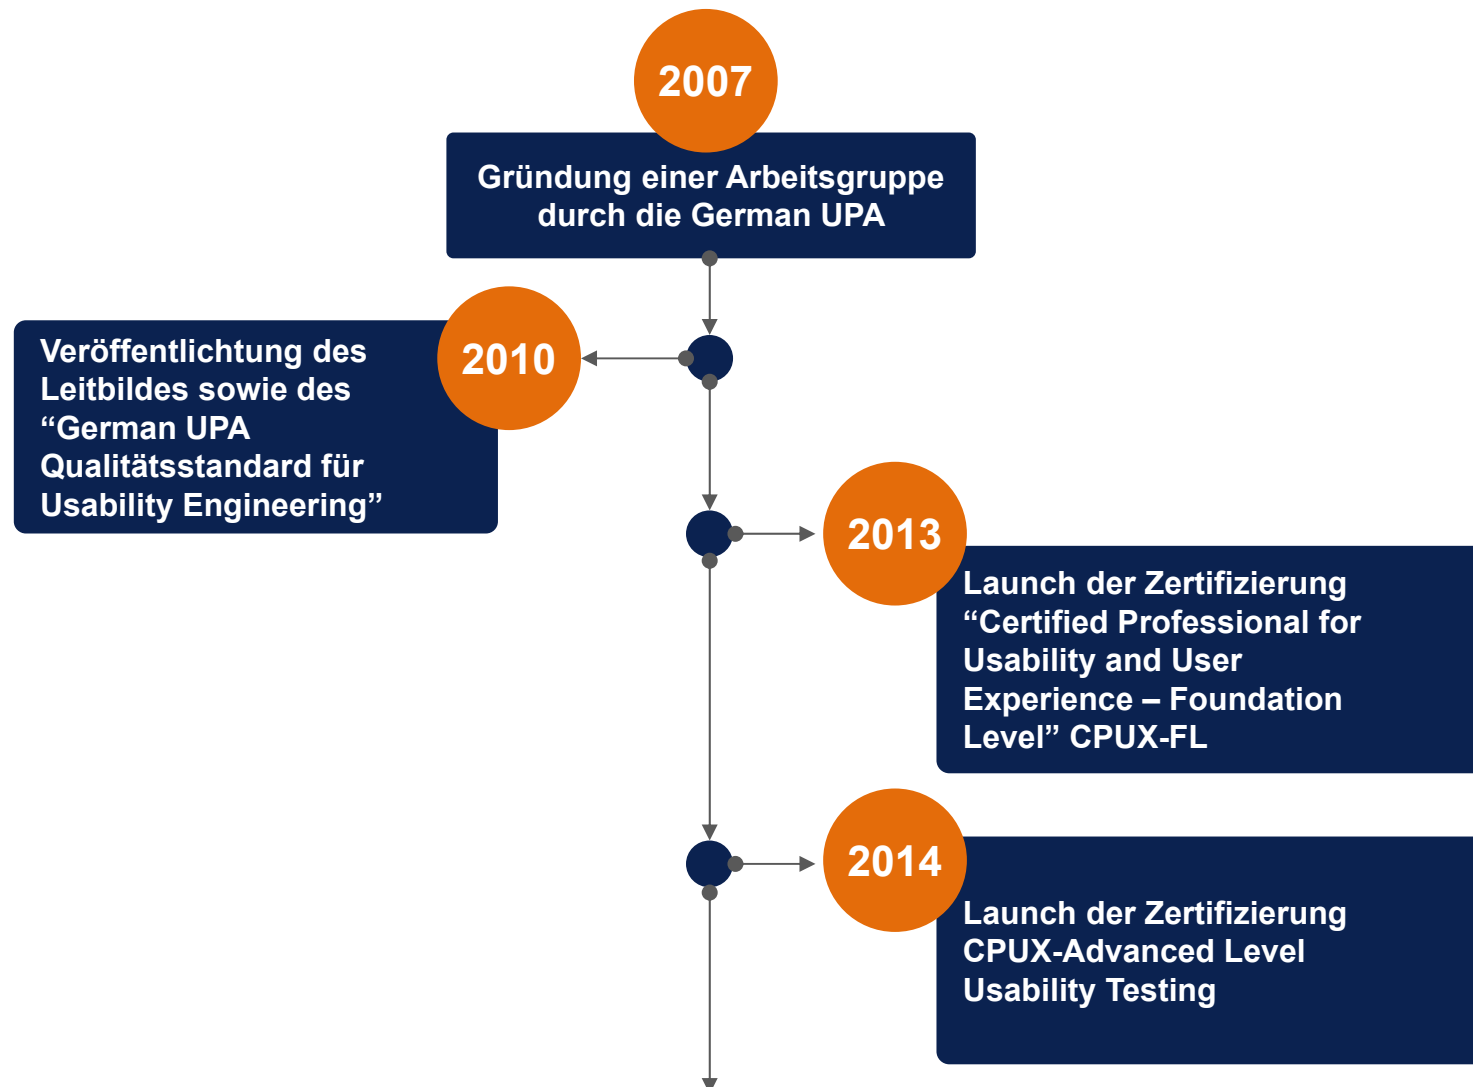 2007
Gründung einer Arbeitsgruppe
durch die German UPA
2010
Veröffentlichtung des
Leitbildes sowie des
“German UPA
Qualitätsstandard für
Usability Engineering”
2013
Launch der Zertifizierung
“Certified Professional for
Usability and User
Experience – Foundation
Level” CPUX-FL
2014
Launch der Zertifizierung
CPUX-Advanced Level
Usability Testing